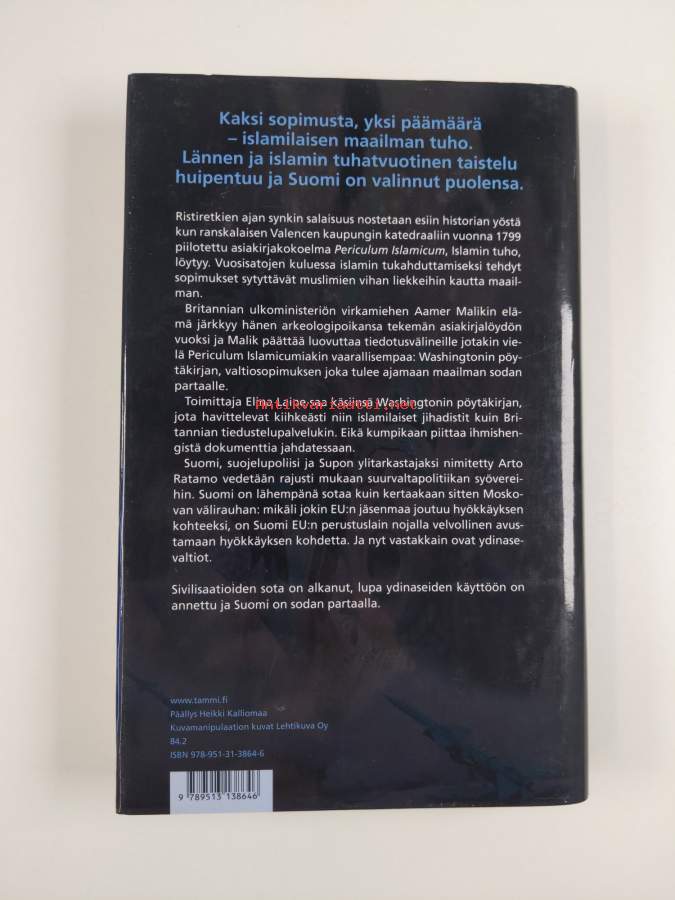 Kaksi sopimusta, yksi päämäärä
– islamilaisen maailman tuho.
Lännen ja islamin tuhatvuotinen taistelu
huipentuu ja Suomi on valinnut puolensa.
Ristiretkien ajan synkin salaisuus nostetaan esiin historian yöstä
kun ranskalaisen Valencen kaupungin katedraaliin vuonna 1799
piilotettu asiakirjakokoelma Periculum Islamicum, Islamin tuho,
löytyy. Vuosisatojen kuluessa islamin tukahduttamiseksi tehdyt
sopimukset sytyttävät muslimien vihan liekkeihin kautta maail-
man.
Britannian ulkoministeriön virkamiehen Aamer Malikin elä-
mä järkkyy hänen arkeologipoikansa tekemän asiakirjalöydön
vuoksi ja Malik päättää luovuttaa tiedotusvälineille jotakin vie-
lä Periculum Islamicumiakin vaarallisempaa: Washingtonin pöy-
täkirjan, valtiosopimuksen joka tulee ajamaan maailman sodan
partaalle.
Toimittaja Elina Laine saa käsiinsä Washingtonin pöytäkirjan,
jota havittelevat kiihkeästi niin islamilaiset jihadistit kuin Bri-
tannian tiedustelupalvelukin. Eikä kumpikaan piittaa ihmishen-
gistä dokumenttia jahdatessaan.
Suomi, suojelupoliisi ja Supon ylitarkastajaksi nimitetty Arto
Ratamo vedetään rajusti mukaan suurvaltapolitiikan syöverei-
hin. Suomi on lähempänä sotaa kuin kertaakaan sitten Mosko-
van välirauhan: mikäli jokin EU:n jäsenmaa joutuu hyökkäyksen
kohteeksi, on Suomi EU:n perustuslain nojalla velvollinen avus-
tamaan hyökkäyksen kohdetta. Ja nyt vastakkain ovat ydinase-
valtiot.
Sivilisaatioiden sota on alkanut, lupa ydinaseiden käyttöön on
annettu ja Suomi on sodan partaalla.
www.tammi.fi
Päällys Heikki Kalliomaa
Kuvamanipulaation kuvat Lehtikuva Oy
84.2
ISBN 978-951-31-3864-6
9 789513 138646